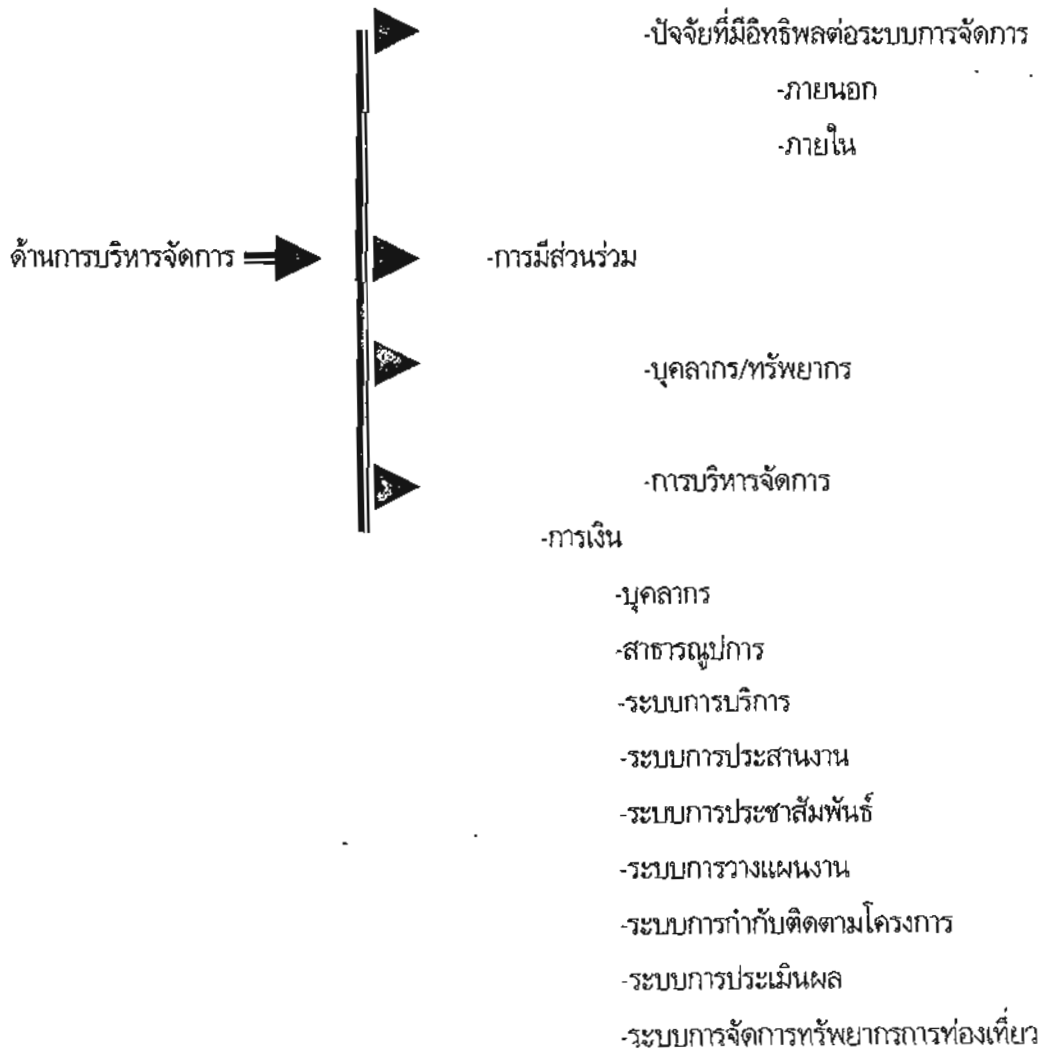 -ปัจจัยที่มีอิทธิพลต่อระบบการจัดการ
-ภายนอก
-ภายใน
ด้านการบริหารจัดการ
-การมีส่วนร่วม
-บุคลากร/ทรัพยากร
-การบริหารจัดการ
-การเงิน
-บุคลากร
-สาธารณูปการ
-ระบบการบริการ
-ระบบการประสานงาน
-ระบบการประชาสัมพันธ์
-ระบบการวางแผนงาน
-ระบบการกำกับติดตามโครงการ
-ระบบการประเมินผล
-ระบบการจัดการทรัพยากรการท่องเที่ยว